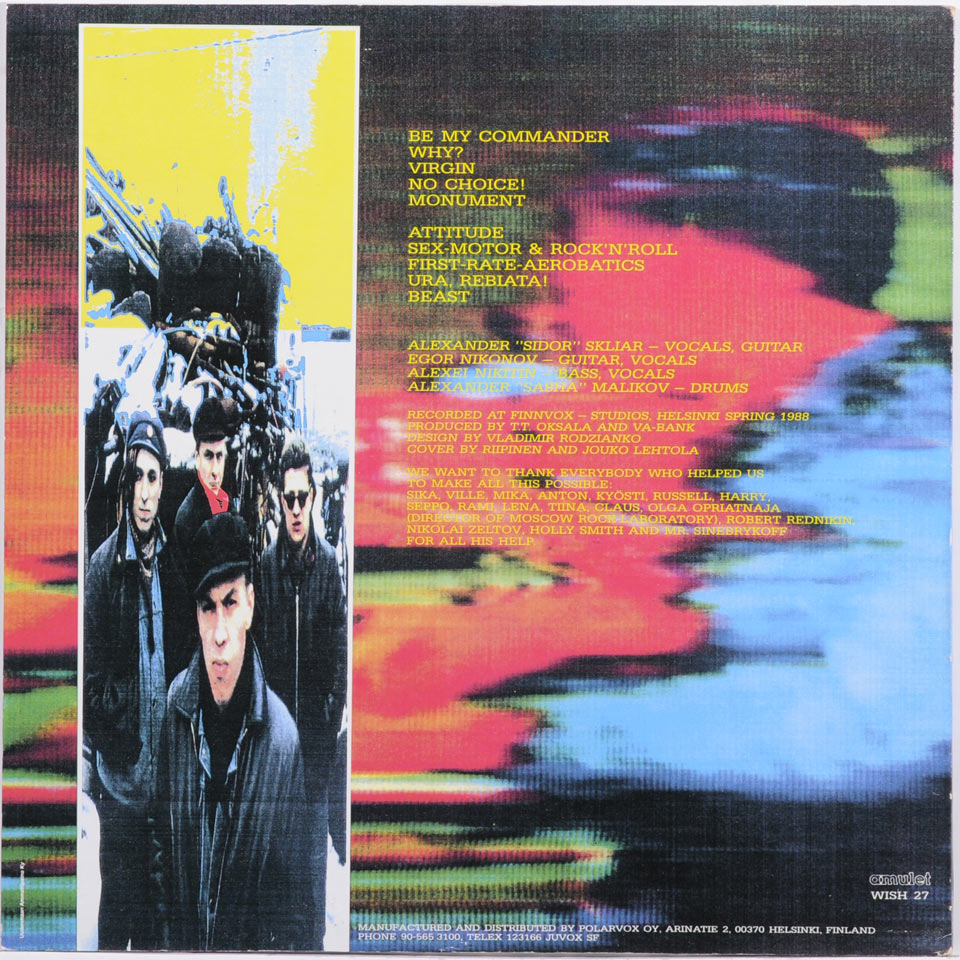 BE MY COMMANDER
WHY?
VIRGIN
NO CHOICE!
MONUMENT
ATTITUDE
SEX-MOTOR & ROCK'N'ROLL
FIRST-RATE-AEROBATICS
URA, REBIATA!
BEAST
ALEXANDER "SIDOR" SKLIAR – VOCALS, GUITAR
EGOR NIKONOV – GUITAR, VOCALS
ALEXEI NIKITIN – BASS, VOCALS
ALEXANDER "SASHA" MALIKOV – DRUMS
RECORDED AT FINNVOX – STUDIOS, HELSINKI SPRING 1988
PRODUCED BY T.T. OKSALA AND VA-BANK
DESIGN BY VLADIMIR RODZIANKO
COVER BY RIIPINEN AND JOUKO LEHTOLA
WE WANT TO THANK EVERYBODY WHO HELPED US
TO MAKE ALL THIS POSSIBLE:
SIKA, VILLE, MIKA, ANTON, KYÖSTI, RUSSELL, HARRY,
SEPPO, RAMI, LENA, TIINA, CLAUS, OLGA OPRIATNAJA
(DIRECTOR OF MOSCOW ROCK-LABORATORY), ROBERT REDNIKIN,
NIKOLAI ZELTOV, HOLLY SMITH AND MR. SINEBRYKOFF
FOR ALL HIS HELP
amulet
WISH 27
MANUFACTURED AND DISTRIBUTED BY POLARVOX OY, ARINATIE 2, 00370 HELSINKI, FINLAND
PHONE 90-565 3100, TELEX 123166 JUVOX SF